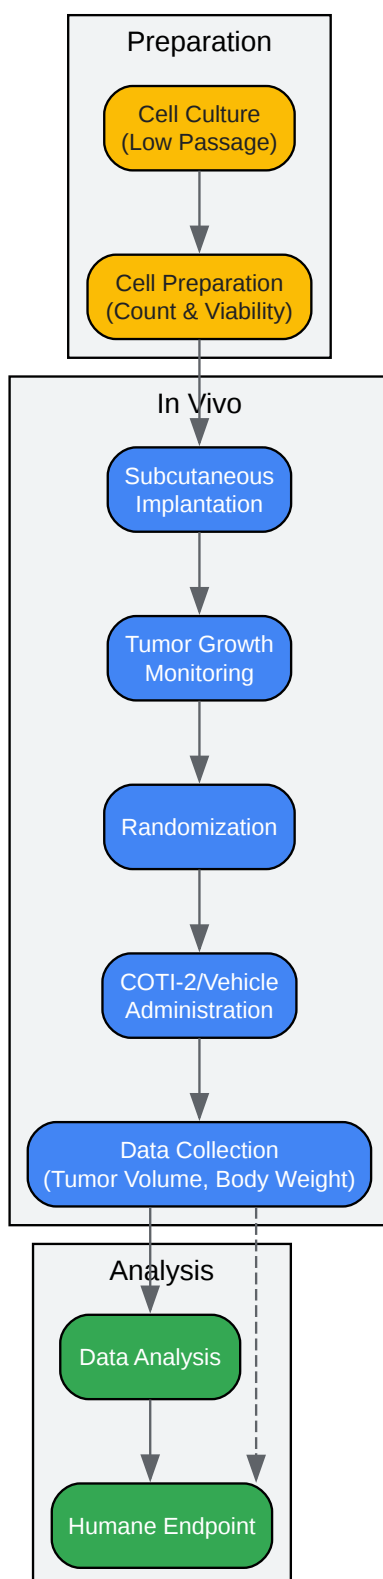 Preparation
Cell Culture
(Low Passage)
Cell Preparation
(Count & Viability)
In Vivo
Subcutaneous
Implantation
Tumor Growth
Monitoring
Randomization
COTI-2/Vehicle
Administration
Data Collection
(Tumor Volume, Body Weight)
Analysis
Data Analysis
Humane Endpoint